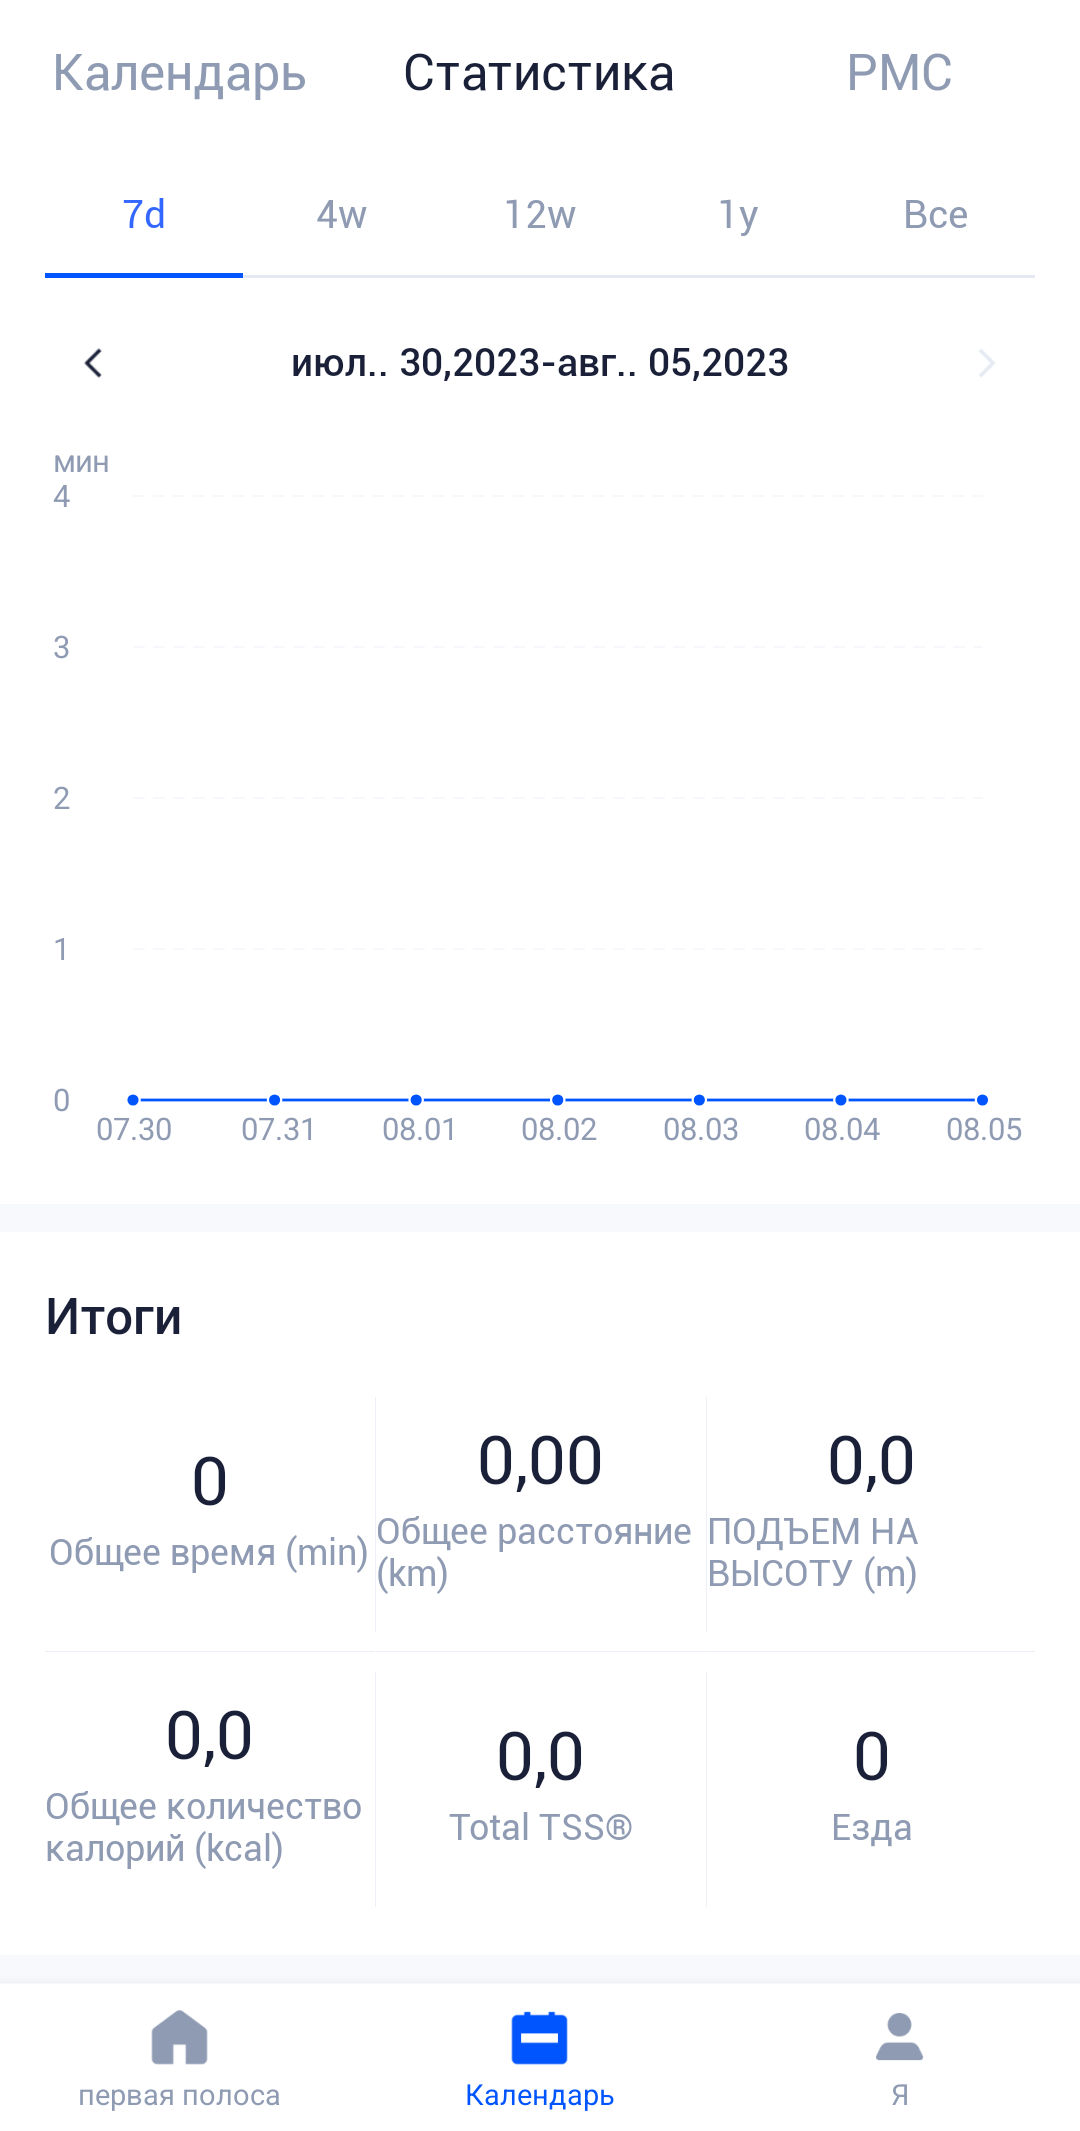 Календарь Статистика PMC
7d 4w 12w 1y Все
июл.. 30,2023-авг.. 05,2023
мин
4
3
2
1
0
07.30 07.31 08.01 08.02 08.03 08.04 08.05
Итоги
0
Общее время (min)
0,00
Общее расстояние
(km)
0,0
ПОДЪЕМ НА
ВЫСОТУ (m)
0,0
Общее количество
калорий (kcal)
0,0
Total TSS®
0
Езда
первая полоса Календарь Я